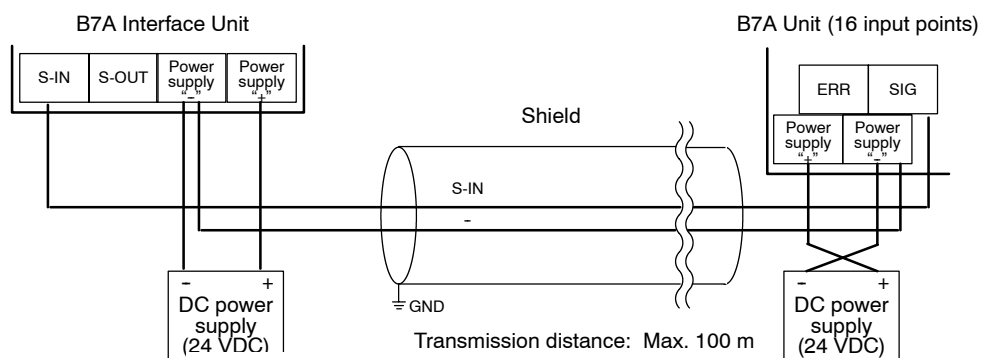 B7A Interface Unit
S-IN
S-OUT
Power
supply
“-”
Power
supply
“+”
B7A Unit (16 input points)
ERR
SIG
Power
supply
“+”
Power
supply
“-”
Shield
S-IN
-
GND
- +
DC power
supply
(24 VDC)
Transmission distance: Max. 100 m
- +
DC power
supply
(24 VDC)